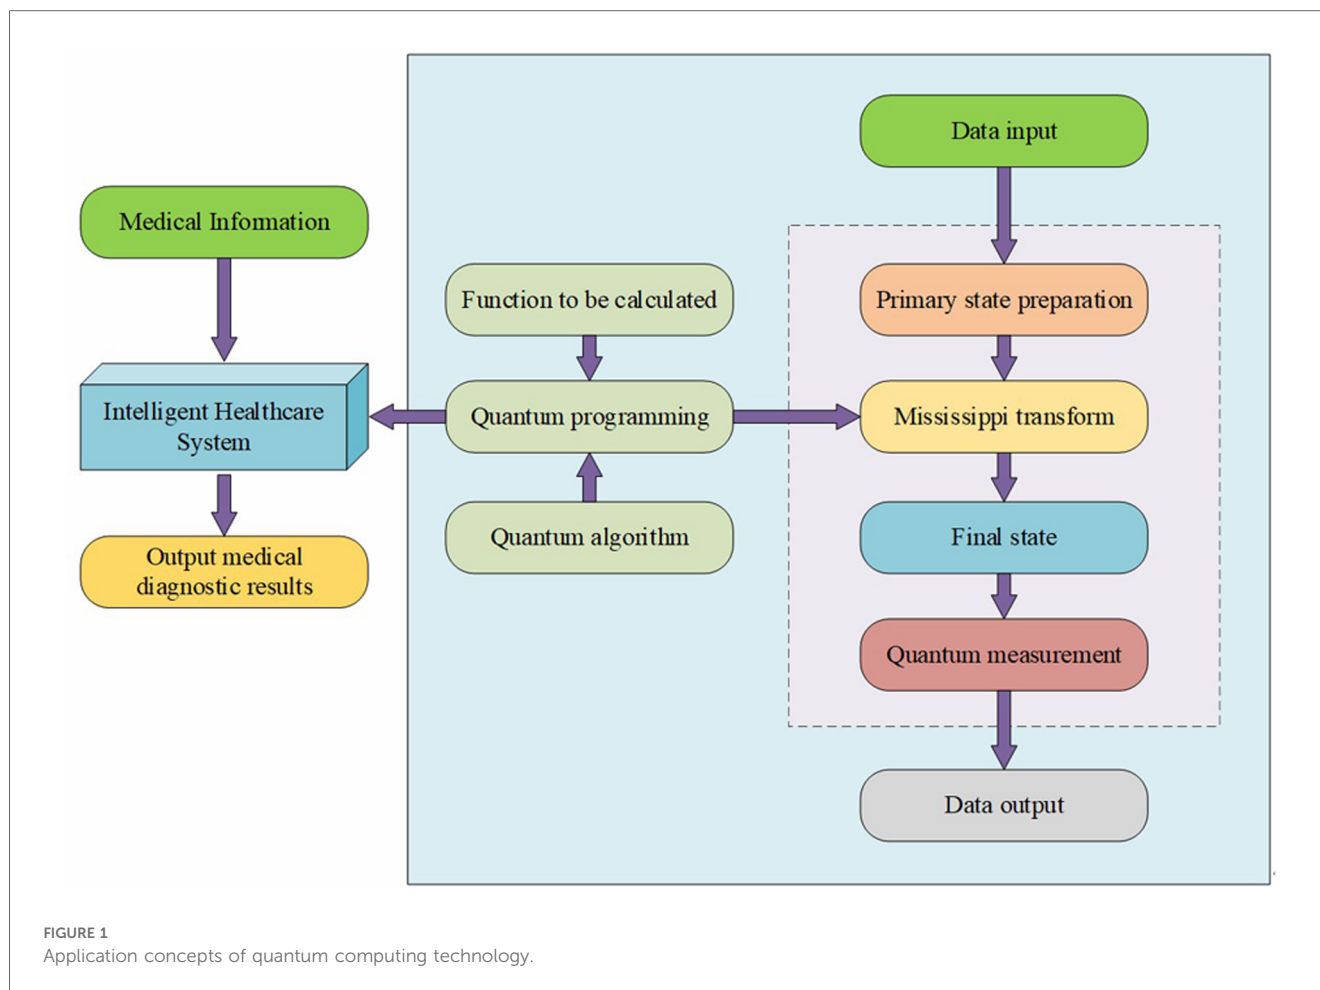 Data input
Medical Information
Function to be calculated
Primary state preparation
Intelligent Healthcare
System
Quantum programming
Mississippi transform
Output medical
diagnostic results
Quantum algorithm
Final state
Quantum measurement
Data output
FIGURE 1
Application concepts of quantum computing technology.